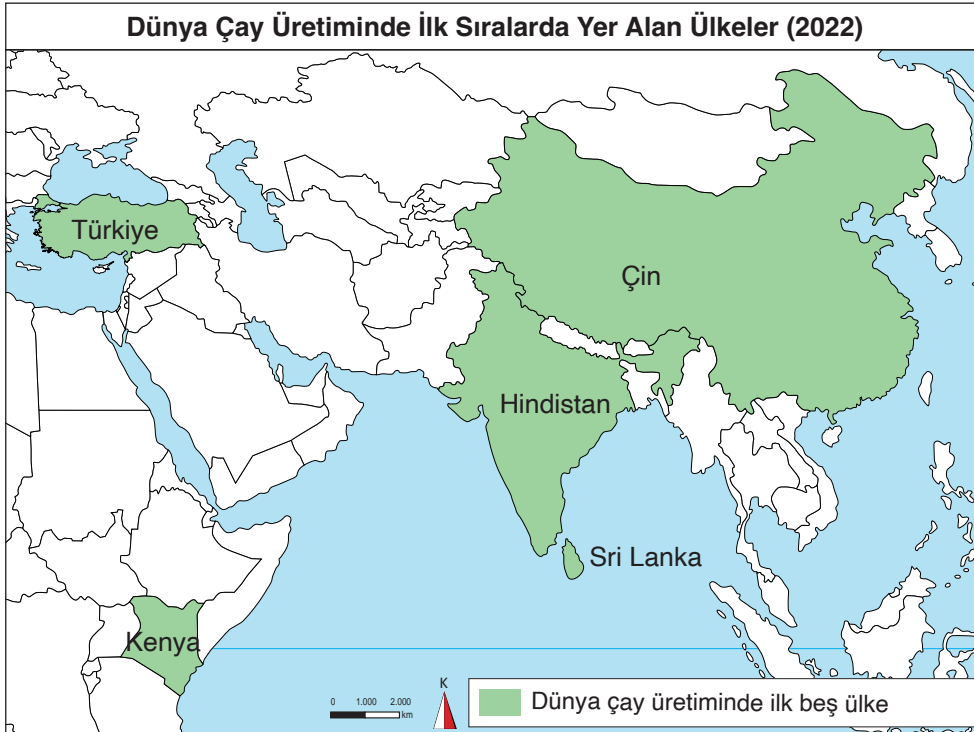 Dünya Çay Üretiminde İlk Sıralarda Yer Alan Ülkeler (2022)
Türkiye
Çin
Hindistan
Sri Lanka
Kenya
0 1.000 2.000
km
K
Dünya çay üretiminde ilk beş ülke